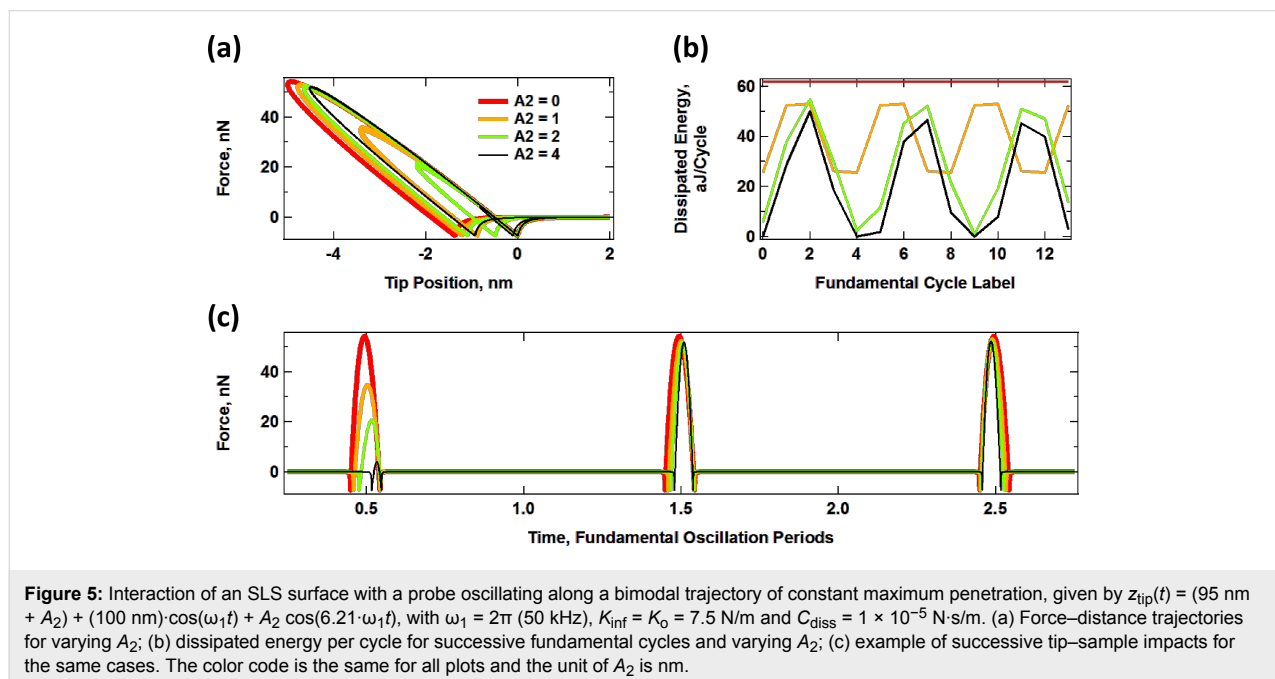 (a)
(b)
A2 = 0
A2 = 1
A2 = 2
A2 = 4
Force, nN
40
20
0
-4
-2
0
2
Tip Position, nm
Dissipated Energy,
aJ/Cycle
60
40
20
0
0
2
4
6
8
10
12
Fundamental Cycle Label
(c)
Force, nN
40
20
0
0.5
1.0
1.5
2.0
2.5
Time, Fundamental Oscillation Periods
Figure 5: Interaction of an SLS surface with a probe oscillating along a bimodal trajectory of constant maximum penetration, given by z_tip(t) = (95 nm
+ A₂) + (100 nm)·cos(ω₁t) + A₂ cos(6.21·ω₁t), with ω₁ = 2π (50 kHz), K_inf = K_o = 7.5 N/m and C_diss = 1 × 10⁻⁵ N·s/m. (a) Force–distance trajectories
for varying A₂; (b) dissipated energy per cycle for successive fundamental cycles and varying A₂; (c) example of successive tip–sample impacts for
the same cases. The color code is the same for all plots and the unit of A₂ is nm.